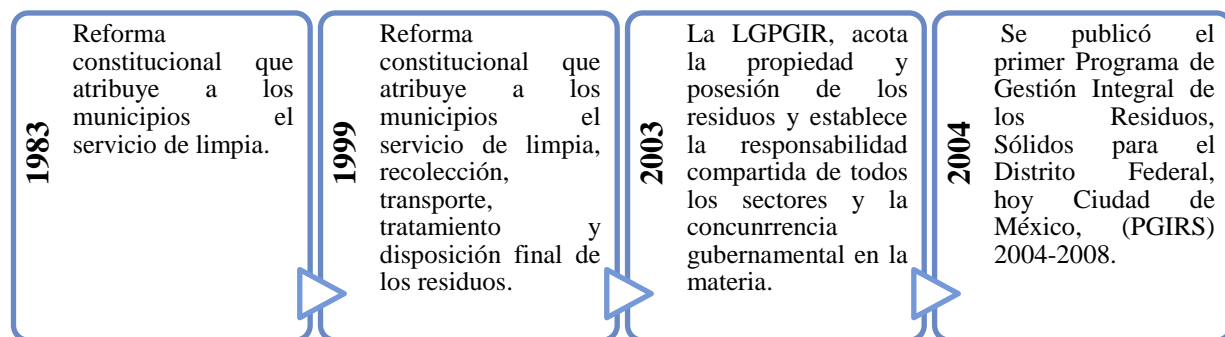 1983
Reforma
constitucional que
atribuye a los
municipios el
servicio de limpia.
1999
Reforma
constitucional que
atribuye a los
municipios el
servicio de limpia,
recolección,
transporte,
tratamiento y
disposición final de
los residuos.
2003
La LGPGIR, acota
la propiedad y
posesión de los
residuos y establece
la responsabilidad
compartida de todos
los sectores y la
concunrrencia
gubernamental en la
materia.
2004
Se publicó el
primer Programa de
Gestión Integral de
los Residuos,
Sólidos para el
Distrito Federal,
hoy Ciudad de
México, (PGIRS)
2004-2008.